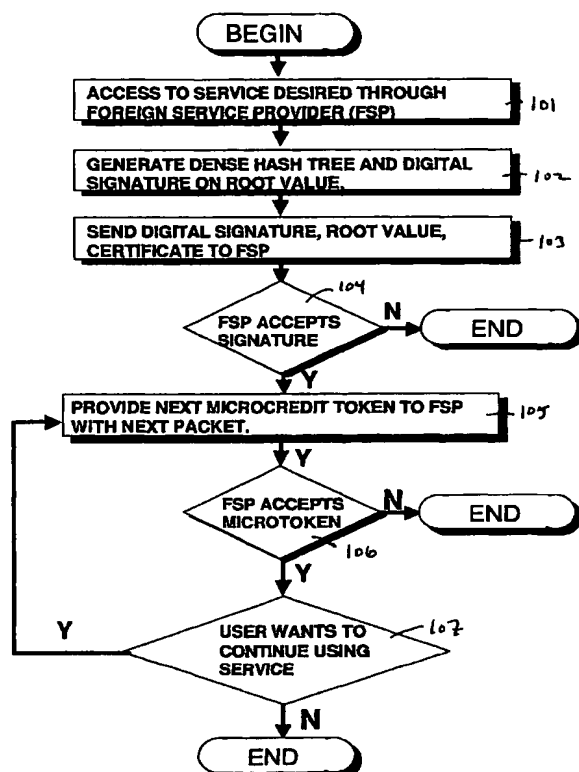 BEGIN
ACCESS TO SERVICE DESIRED THROUGH
FOREIGN SERVICE PROVIDER (FSP)
101
GENERATE DENSE HASH TREE AND DIGITAL
SIGNATURE ON ROOT VALUE.
102
SEND DIGITAL SIGNATURE, ROOT VALUE,
CERTIFICATE TO FSP
103
104
FSP ACCEPTS
SIGNATURE
N
END
Y
PROVIDE NEXT MICROCREDIT TOKEN TO FSP
WITH NEXT PACKET.
105
Y
FSP ACCEPTS
MICROTOKEN
N
END
106
Y
Y
USER WANTS TO
CONTINUE USING
SERVICE
107
N
END